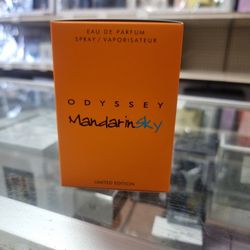 EAU DE PARFUM
SPRAY / VAPORISATEUR
ODYSSEY
MandarinSky
LIMITED EDITION